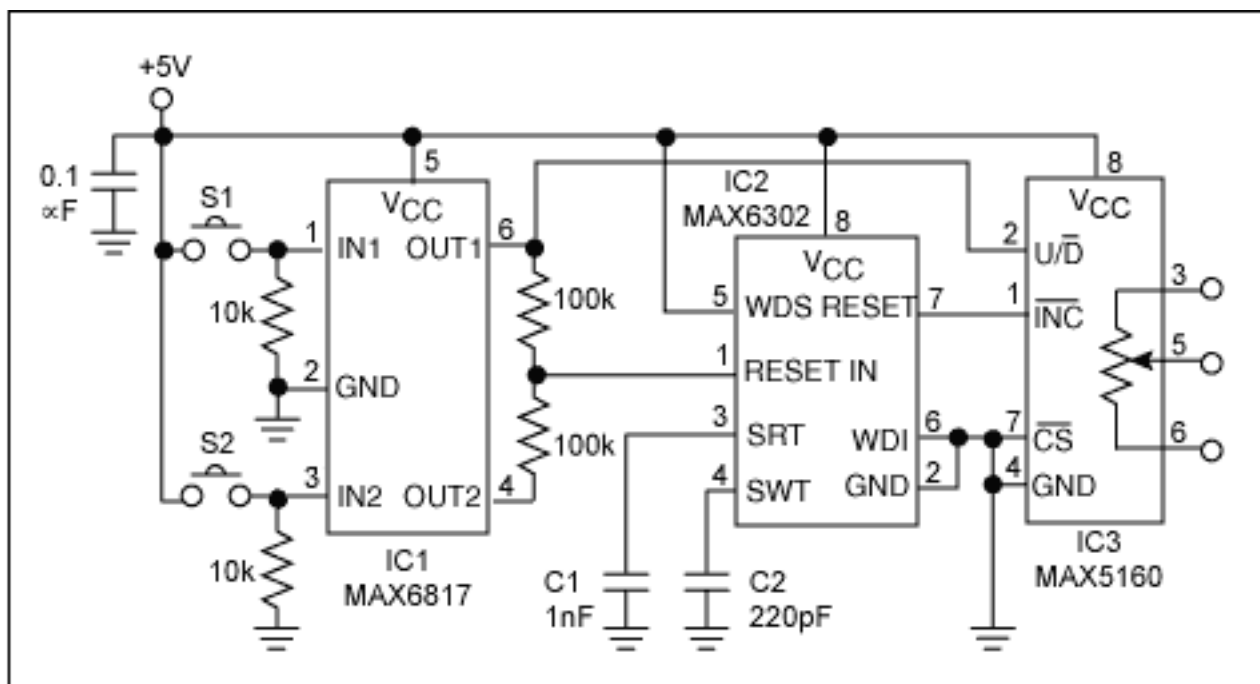 +5V
0.1
∝F
S1
10k
S2
10k
5
VCC
1
IN1
OUT1
6
2
GND
3
IN2
OUT2
4
IC1
MAX6817
100k
100k
IC2
MAX6302
8
VCC
5
WDS
RESET
7
1
RESET IN
3
SRT
WDI
6
4
SWT
GND
2
C1
1nF
C2
220pF
8
VCC
2
U/D̅
1
I̅N̅C̅
7
C̅S̅
4
GND
3
5
6
IC3
MAX5160